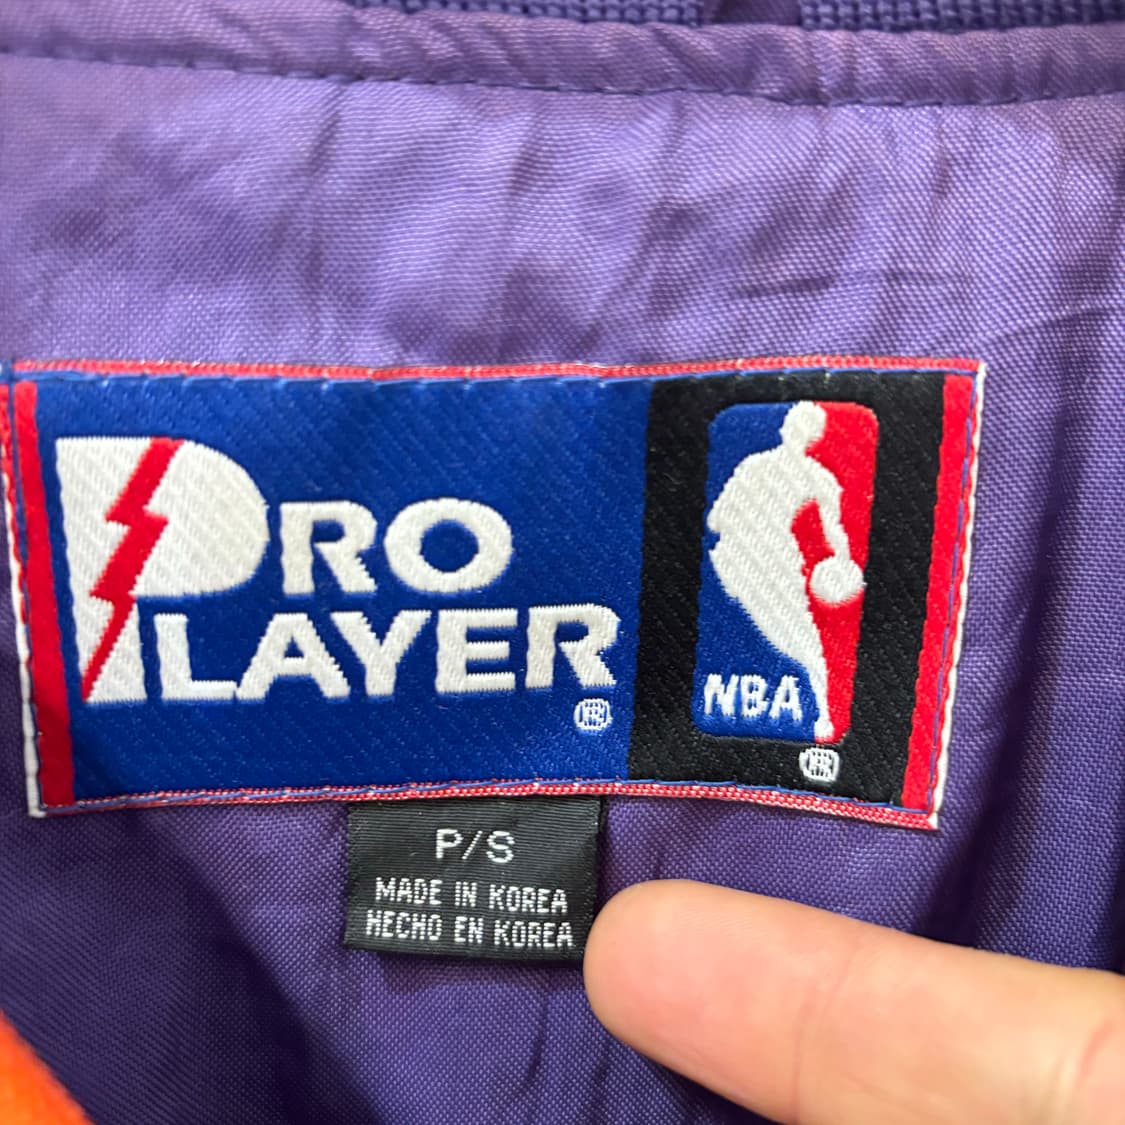 PRO
PLAYER
®
NBA
®
P/S
MADE IN KOREA
HECHO EN KOREA